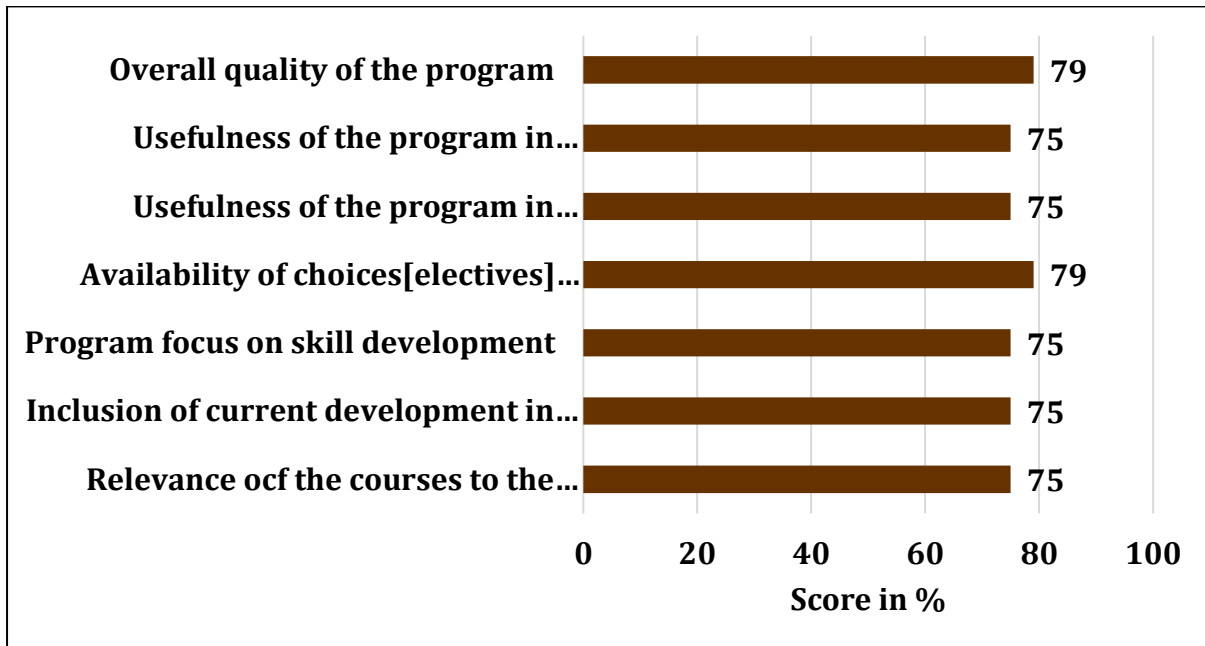 Overall quality of the program 79
Usefulness of the program in... 75
Usefulness of the program in... 75
Availability of choices[electives]... 79
Program focus on skill development 75
Inclusion of current development in... 75
Relevance ocf the courses to the... 75
0 20 40 60 80 100
Score in %